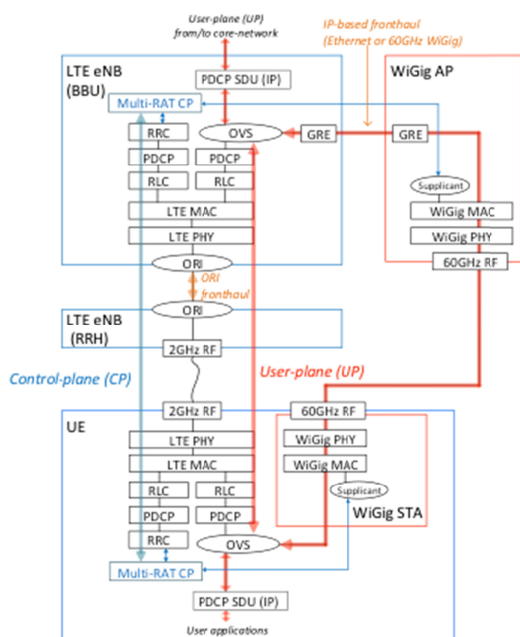 User-plane (UP)
from/to core-network
IP-based fronthaul
(Ethernet or 60GHz WiGig)
LTE eNB
(BBU)
PDCP SDU (IP)
WiGig AP
Multi-RAT CP
RRC
OVS
GRE
GRE
PDCP
PDCP
RLC
RLC
Supplicant
LTE MAC
WiGig MAC
LTE PHY
WiGig PHY
ORI
60GHz RF
ORI
fronthaul
ORI
LTE eNB
(RRH)
2GHz RF
Control-plane (CP)
User-plane (UP)
2GHz RF
60GHz RF
UE
LTE PHY
WiGig PHY
LTE MAC
WiGig MAC
RLC
RLC
Supplicant
PDCP
PDCP
WiGig STA
RRC
OVS
Multi-RAT CP
PDCP SDU (IP)
User applications